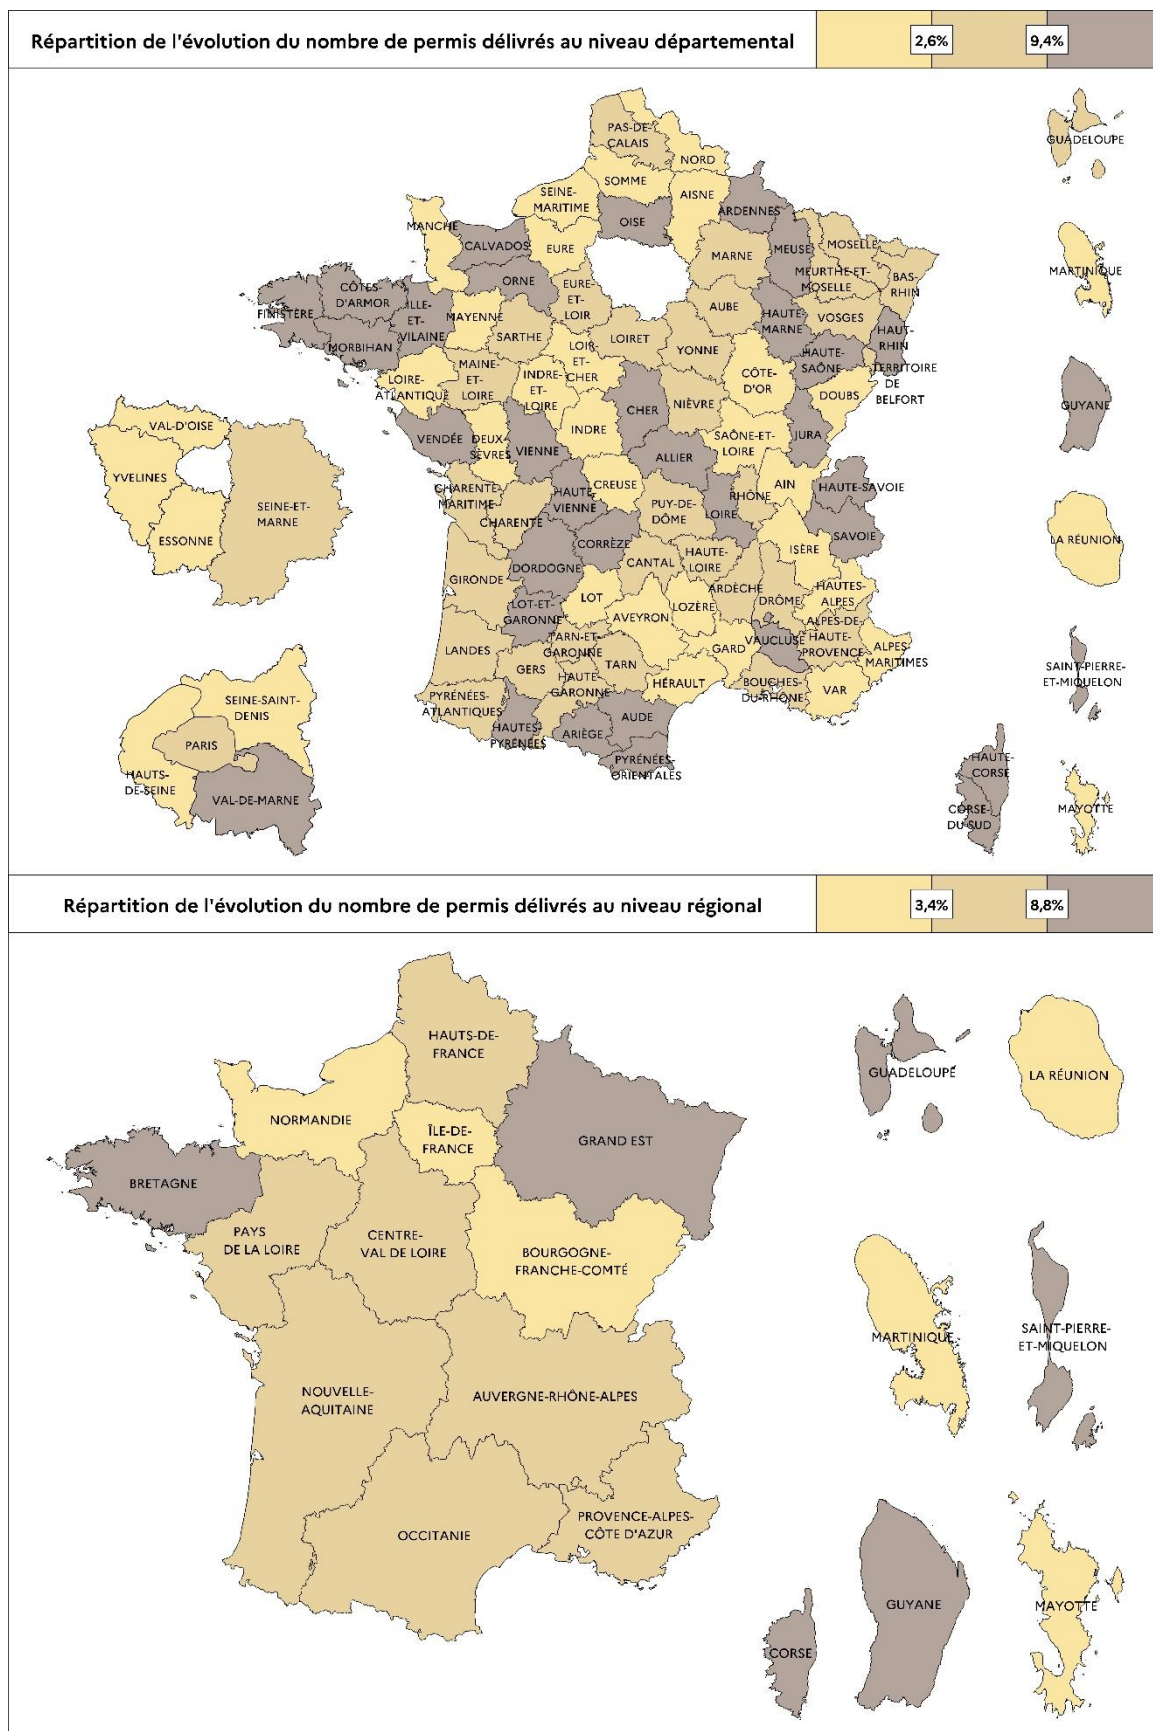 Répartition de l'évolution du nombre de permis délivrés au niveau départemental
2,6%
9,4%
PAS-DE-
CALAIS
NORD
SOMME
SEINE-
MARITIME
AISNE
OISE
ARDENNES
MANCHE
CALVADOS
EURE
MEUSE
MOSELLE
MARNE
MEURTHE-ET-
MOSELLE
BAS-
RHIN
ORNE
CÔTES-
D'ARMOR
FINISTÈRE
ILLE-
ET-
VILAINE
MORBIHAN
MAYENNE
EURE-
ET-
LOIR
SARTHE
AUBE
HAUTE-
MARNE
VOSGES
HAUT-
RHIN
LOIRET
LOIR-
ET-
CHER
YONNE
HAUTE-
SAÔNE
TERRITOIRE
DE
BELFORT
LOIRE-
ATLANTIQUE
MAINE-
ET-
LOIRE
INDRE-
ET-
LOIRE
CÔTE-
D'OR
DOUBS
CHER
NIÈVRE
VENDÉE
DEUX-
SÈVRES
VIENNE
INDRE
SAÔNE-ET-
LOIRE
JURA
ALLIER
CHARENTE-
MARITIME
CHARENTE
HAUTE-
VIENNE
CREUSE
PUY-DE-
DÔME
LOIRE
RHÔNE
AIN
HAUTE-SAVOIE
SAVOIE
CORRÈZE
DORDOGNE
CANTAL
HAUTE-
LOIRE
ISÈRE
GIRONDE
LOT-ET-
GARONNE
LOT
AVEYRON
LOZÈRE
ARDÈCHE
DRÔME
HAUTES-
ALPES
ALPES-DE-
HAUTE-
PROVENCE
ALPES-
MARITIMES
VAUCLUSE
GARD
LANDES
TARN-ET-
GARONNE
GERS
TARN
HAUTE-
GARONNE
HÉRAULT
BOUCHES-
DU-RHÔNE
VAR
PYRÉNÉES-
ATLANTIQUES
HAUTES-
PYRÉNÉES
ARIÈGE
AUDE
PYRÉNÉES-
ORIENTALES
VAL-D'OISE
YVELINES
ESSONNE
SEINE-ET-
MARNE
SEINE-SAINT-
DENIS
PARIS
HAUTS-
DE-SEINE
VAL-DE-MARNE
GUADELOUPE
MARTINIQUE
GUYANE
LA RÉUNION
SAINT-PIERRE-
ET-MIQUELON
HAUTE-
CORSE
CORSE-
DU-SUD
MAYOTTE
Répartition de l'évolution du nombre de permis délivrés au niveau régional
3,4%
8,8%
HAUTS-DE-
FRANCE
NORMANDIE
ÎLE-DE-
FRANCE
GRAND EST
BRETAGNE
PAYS
DE LA LOIRE
CENTRE-
VAL DE LOIRE
BOURGOGNE-
FRANCHE-COMTÉ
NOUVELLE-
AQUITAINE
AUVERGNE-RHÔNE-ALPES
OCCITANIE
PROVENCE-ALPES-
CÔTE D'AZUR
GUADELOUPE
LA RÉUNION
MARTINIQUE
SAINT-PIERRE-
ET-MIQUELON
CORSE
GUYANE
MAYOTTE